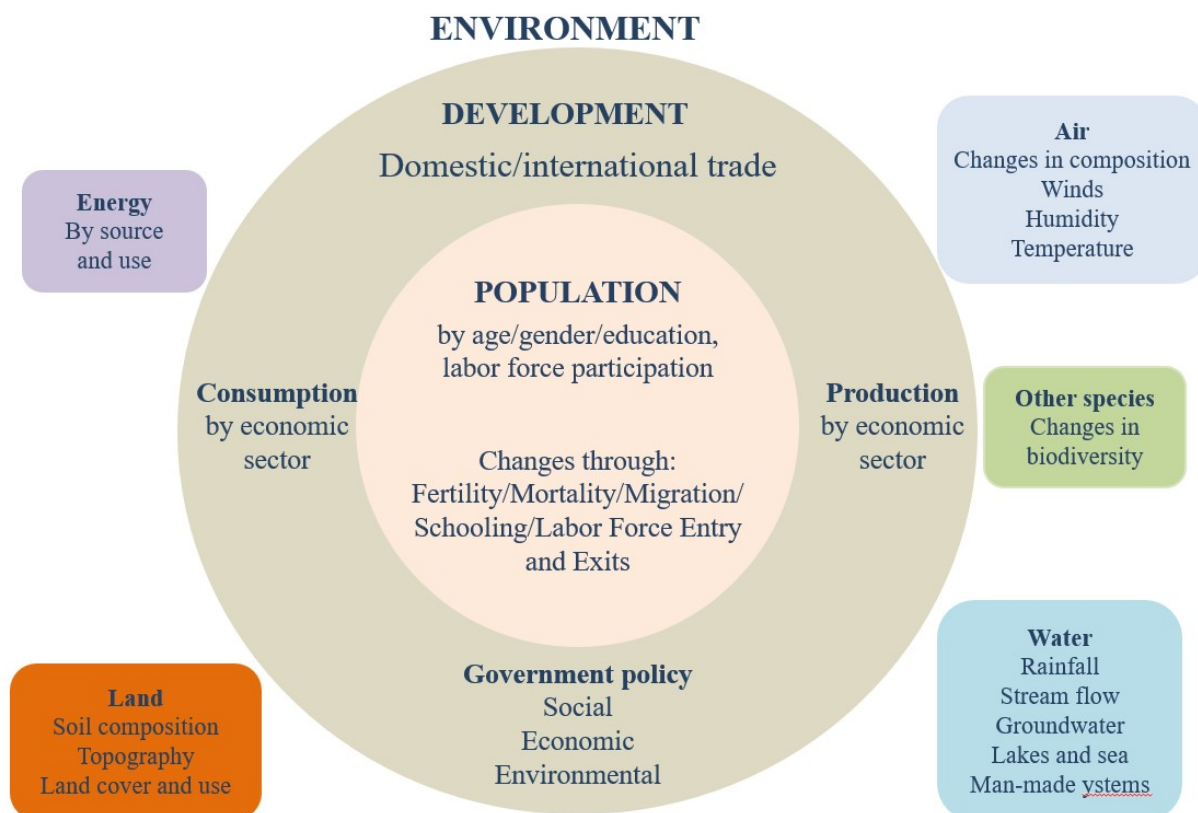 ENVIRONMENT
DEVELOPMENT
Domestic/international trade
Energy
By source
and use
Air
Changes in composition
Winds
Humidity
Temperature
POPULATION
by age/gender/education,
labor force participation
Changes through:
Fertility/Mortality/Migration/
Schooling/Labor Force Entry
and Exits
Consumption
by economic
sector
Production
by economic
sector
Other species
Changes in
biodiversity
Land
Soil composition
Topography
Land cover and use
Government policy
Social
Economic
Environmental
Water
Rainfall
Stream flow
Groundwater
Lakes and sea
Man-made ystems